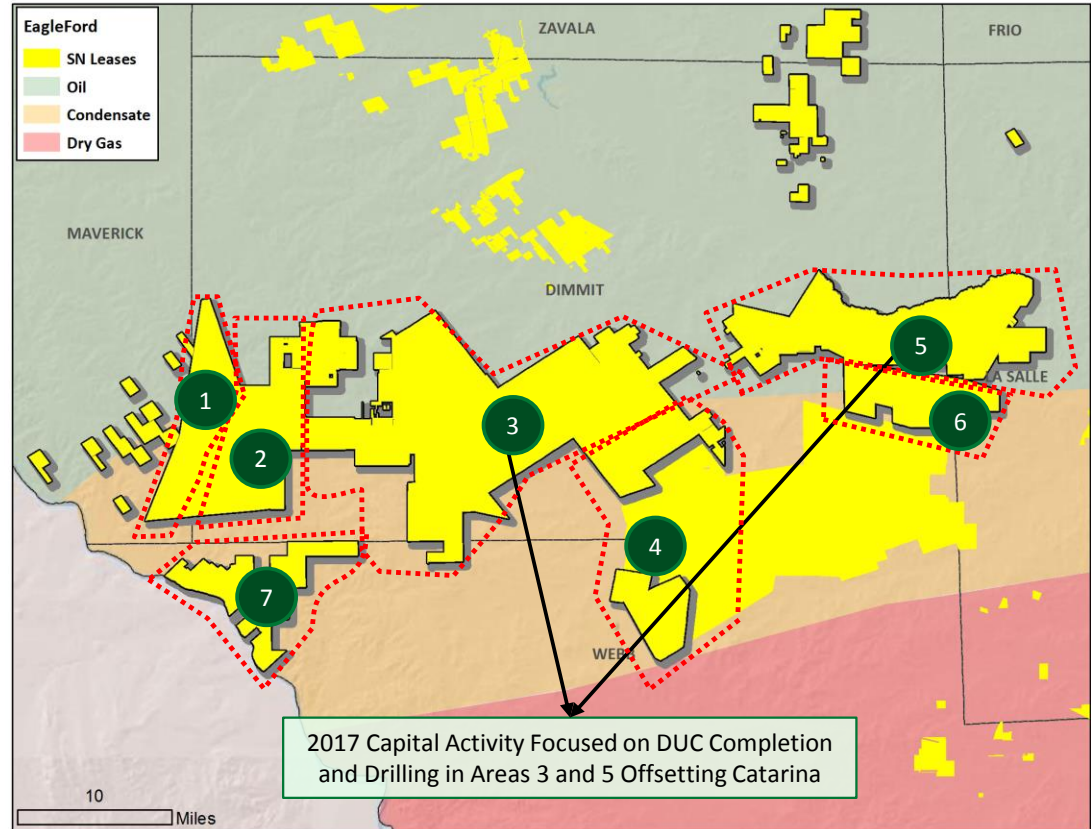 EagleFord
SN Leases
Oil
Condensate
Dry Gas
ZAVALA
FRIO
MAVERICK
DIMMIT
1
2
3
5
LA SALLE
6
4
7
WEBB
2017 Capital Activity Focused on DUC Completion
and Drilling in Areas 3 and 5 Offsetting Catarina
10
Miles